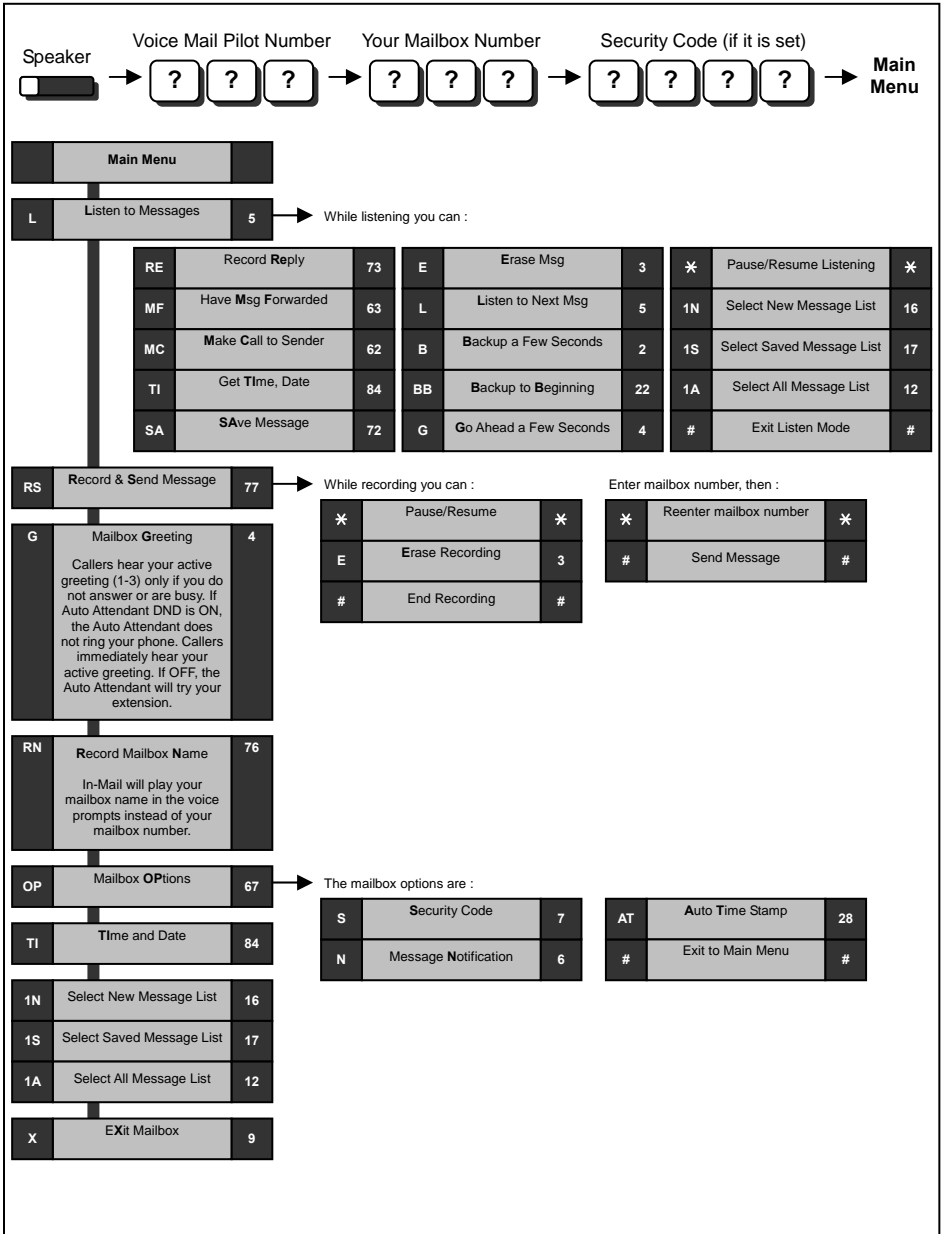 Speaker
Voice Mail Pilot Number
Your Mailbox Number
Security Code (if it is set)
? ? ?
? ? ?
? ? ? ?
Main
Menu
Main Menu
L Listen to Messages 5
While listening you can :
RE Record Reply 73
MF Have Msg Forwarded 63
MC Make Call to Sender 62
TI Get TIme, Date 84
SA SAve Message 72
E Erase Msg 3
L Listen to Next Msg 5
B Backup a Few Seconds 2
BB Backup to Beginning 22
G Go Ahead a Few Seconds 4
* Pause/Resume Listening *
1N Select New Message List 16
1S Select Saved Message List 17
1A Select All Message List 12
# Exit Listen Mode #
RS Record & Send Message 77
While recording you can :
* Pause/Resume *
E Erase Recording 3
# End Recording #
Enter mailbox number, then :
* Reenter mailbox number *
# Send Message #
G Mailbox Greeting 4
Callers hear your active
greeting (1-3) only if you do
not answer or are busy. If
Auto Attendant DND is ON,
the Auto Attendant does
not ring your phone. Callers
immediately hear your
active greeting. If OFF, the
Auto Attendant will try your
extension.
RN Record Mailbox Name 76
In-Mail will play your
mailbox name in the voice
prompts instead of your
mailbox number.
OP Mailbox OPtions 67
The mailbox options are :
S Security Code 7
N Message Notification 6
AT Auto Time Stamp 28
# Exit to Main Menu #
TI TIme and Date 84
1N Select New Message List 16
1S Select Saved Message List 17
1A Select All Message List 12
X EXit Mailbox 9